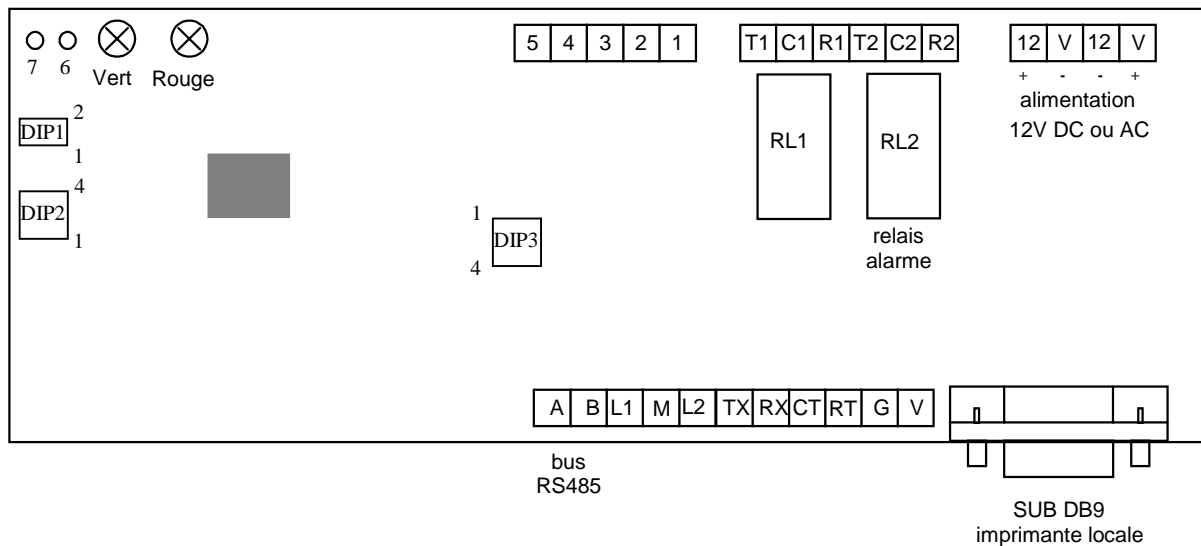 5 4 3 2 1
T1 C1 R1 T2 C2 R2
12 V 12 V
+ - - +
7 6
Vert Rouge
alimentation
12V DC ou AC
2
DIP1
1
RL1
RL2
4
DIP2
1
1
DIP3
4
relais
alarme
A B L1 M L2 TX RX CT RT G V
bus
RS485
SUB DB9
imprimante locale